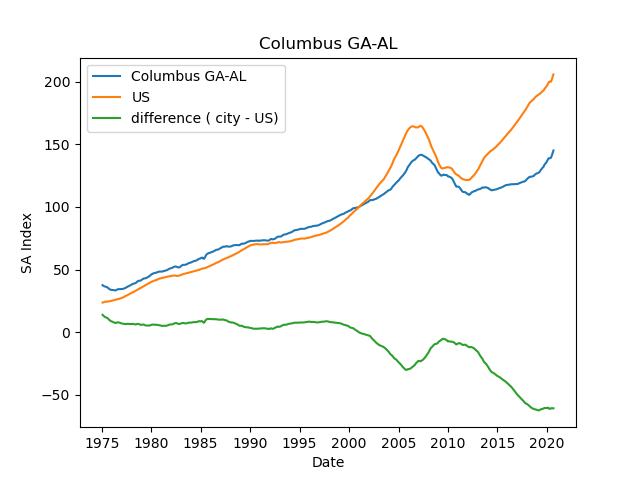 Columbus GA-AL
Columbus GA-AL
US
difference ( city - US)
200
150
100
50
0
−50
SA Index
1975 1980 1985 1990 1995 2000 2005 2010 2015 2020
Date